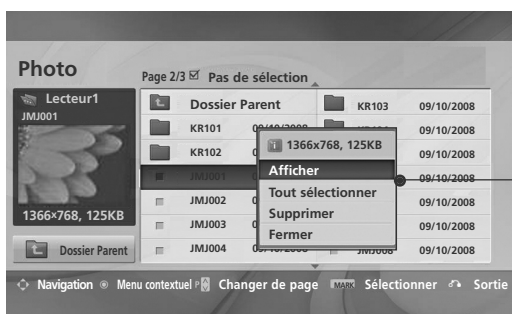 Photo
Page 2/3 Pas de sélection
Lecteur1
JMJ001
1366×768, 125KB
Dossier Parent
Dossier Parent
KR101
KR102
JMJ001
JMJ002
JMJ003
JMJ004
KR103 09/10/2008
09/10/2008
09/10/2008
09/10/2008
09/10/2008
09/10/2008
JMJ008 09/10/2008
1366x768, 125KB
Afficher
Tout sélectionner
Supprimer
Fermer
Navigation Menu contextuel P Changer de page MARK Sélectionner Sortie